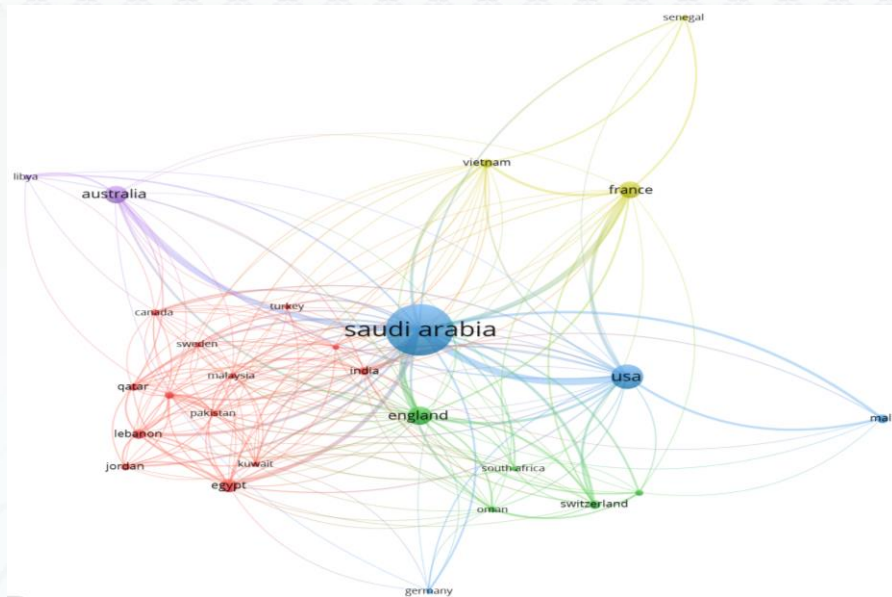 senegal
vietnam
france
libya
australia
canada
turkey
saudi arabia
sweden
india
malaysia
usa
qatar
pakistan
england
mal
lebanon
jordan
kuwait
south africa
egypt
switzerland
oman
germany